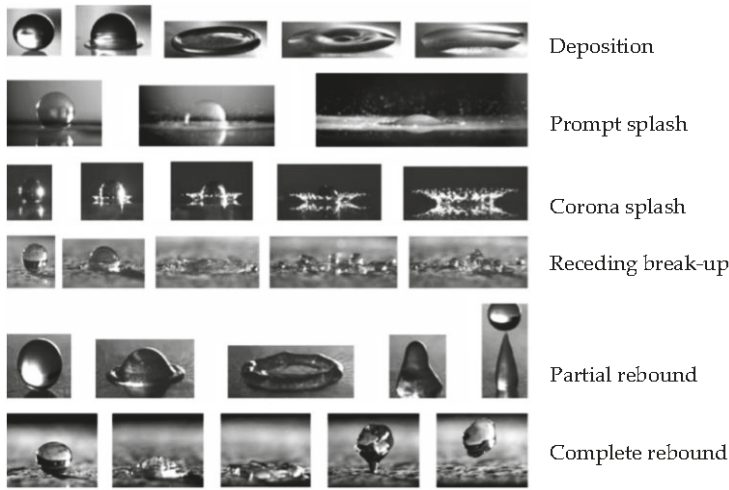 Deposition
Prompt splash
Corona splash
Receding break-up
Partial rebound
Complete rebound